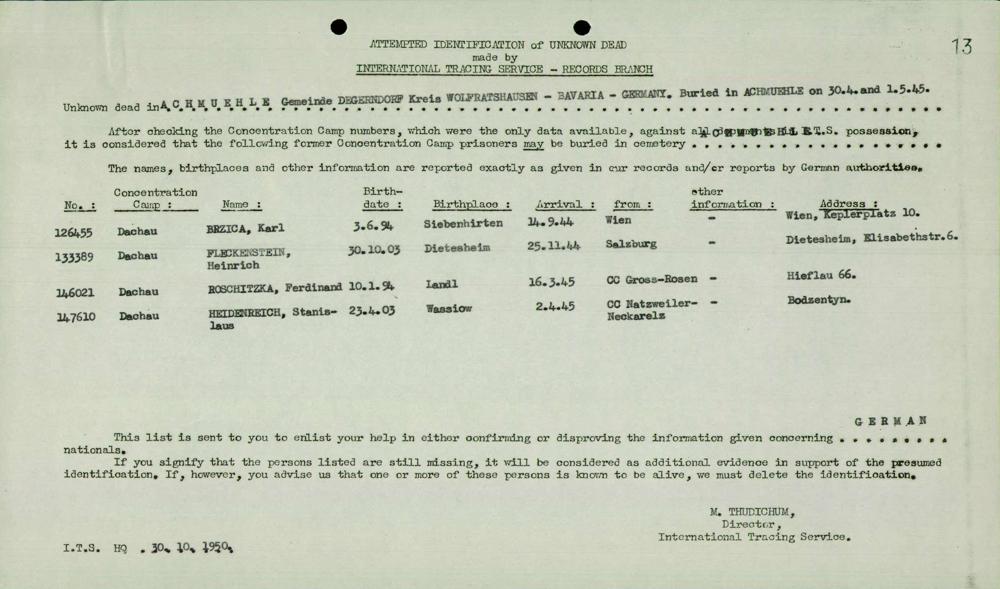 13
ATTEMPTED IDENTIFICATION of UNKNOWN DEAD
made by
INTERNATIONAL TRACING SERVICE - RECORDS BRANCH
Unknown dead in A C H M U E H L E Gemeinde DEGERNDORF Kreis WOLFRATSHAUSEN - BAVARIA - GERMANY. Buried in ACHMUEHLE on 30.4.and 1.5.45.
After checking the Concentration Camp numbers, which were the only data available, against all documents in I.T.S. possession,
it is considered that the following former Concentration Camp prisoners may be buried in cemetery A C H M U E H L E
The names, birthplaces and other information are reported exactly as given in our records and/or reports by German authorities.
No. : Concentration Camp : Name : Birth-date : Birthplace : Arrival : from : other information : Address :
126455 Dachau BRZICA, Karl 3.6.94 Siebenhirten 14.9.44 Wien - Wien, Keplerplatz 10.
133389 Dachau FLECKENSTEIN, Heinrich 30.10.03 Dietesheim 25.11.44 Salzburg - Dietesheim, Elisabethstr.6.
146021 Dachau ROSCHITZKA, Ferdinand 10.1.94 Landl 16.3.45 CC Gross-Rosen - Hieflau 66.
147610 Dachau HEIDENREICH, Stanis-laus 23.4.03 Wassiow 2.4.45 CC Natzweiler-Neckarelz - Bodzentyn.
G E R M A N
This list is sent to you to enlist your help in either confirming or disproving the information given concerning . . . . . . . . .
nationals.
If you signify that the persons listed are still missing, it will be considered as additional evidence in support of the presumed
identification. If, however, you advise us that one or more of these persons is known to be alive, we must delete the identification.
M. THUDICHUM,
Director,
International Tracing Service.
I.T.S. HQ . 30. 10. 1950.